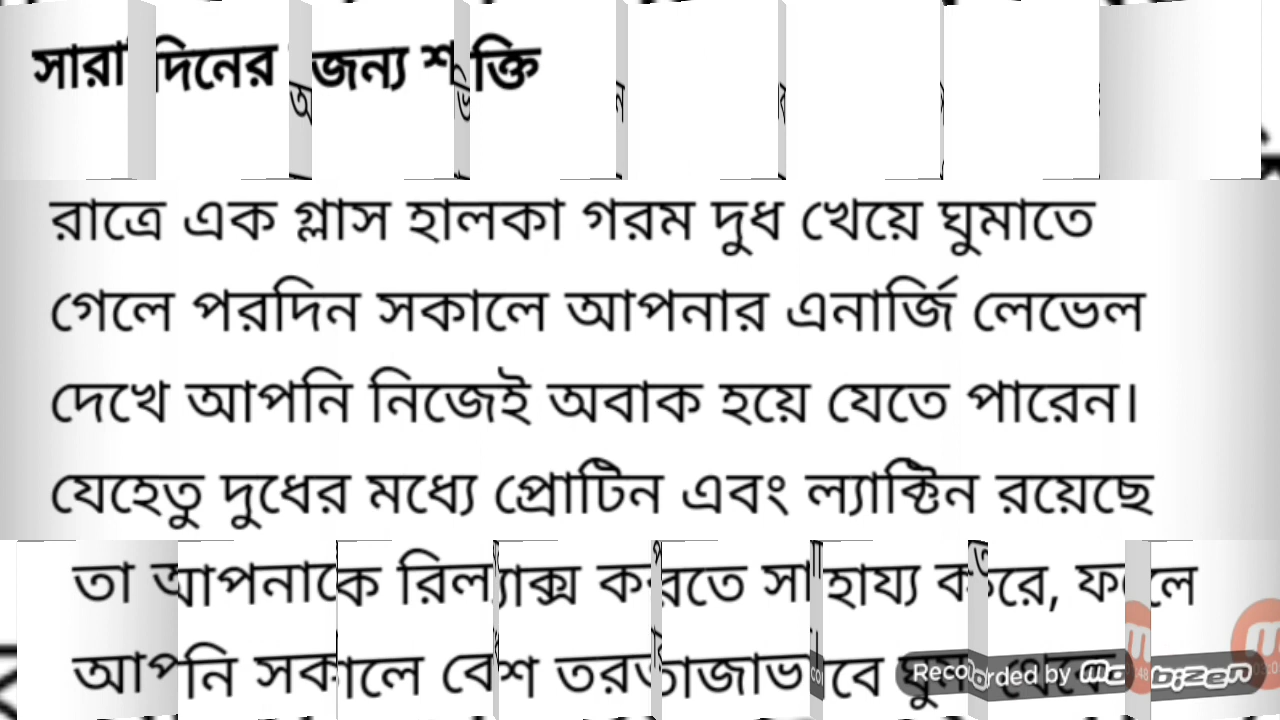 সারাদিনের জন্য শক্তি
রাত্রে এক গ্লাস হালকা গরম দুধ খেয়ে ঘুমাতে
গেলে পরদিন সকালে আপনার এনার্জি লেভেল
দেখে আপনি নিজেই অবাক হয়ে যেতে পারেন।
যেহেতু দুধের মধ্যে প্রোটিন এবং ল্যাক্টিন রয়েছে
তা আপনাকে রিল্যাক্স করতে সাহায্য করে, ফলে
আপনি সকালে বেশ তরতাজাভাবে ঘুম থেকে
Recorded by mobizen